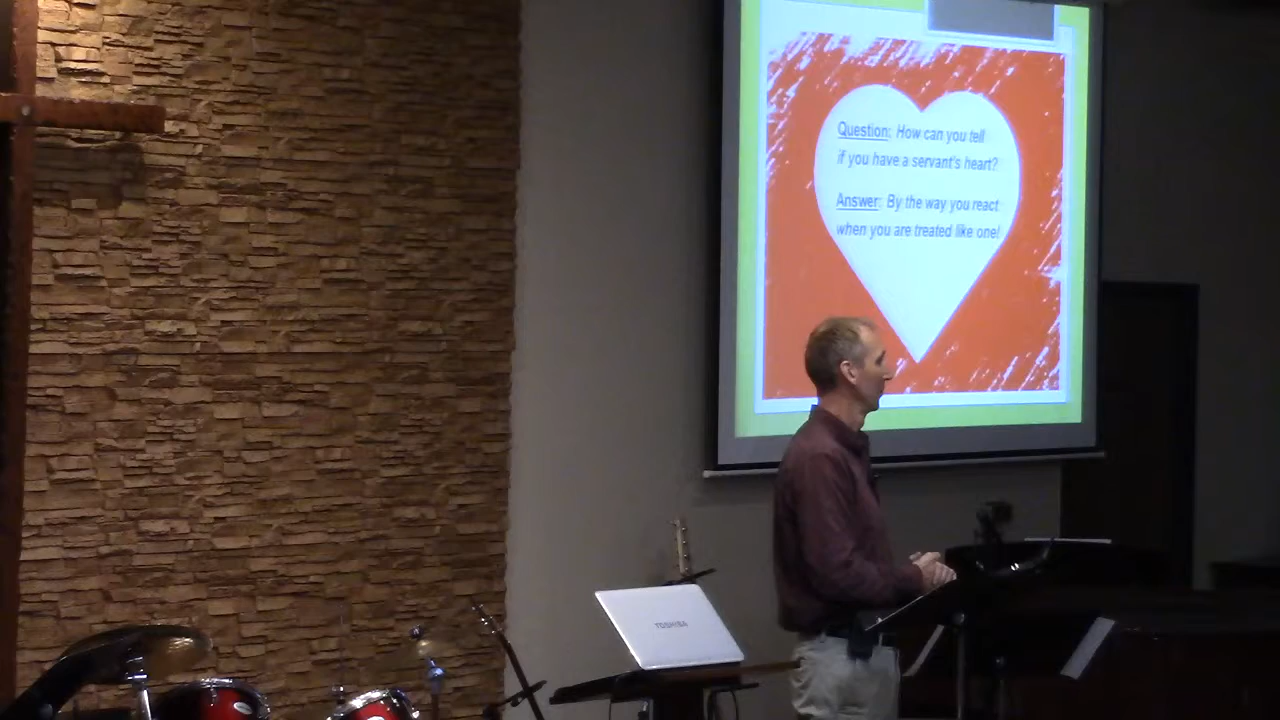 Question: How can you tell
if you have a servant's heart?
Answer: By the way you react
when you are treated like one!
TOSHIBA